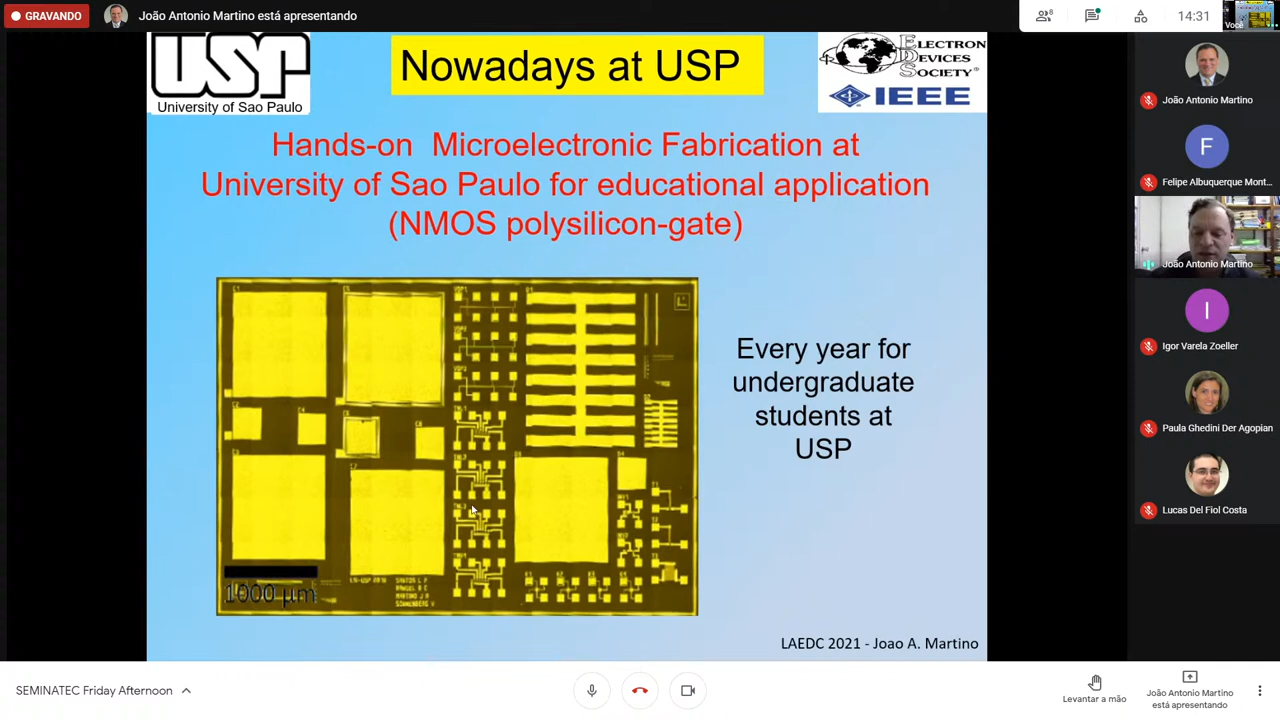 GRAVANDO
João Antonio Martino está apresentando
8
14:31
Você
USP
University of Sao Paulo
Nowadays at USP
ELECTRON
DEVICES
SOCIETY®
IEEE
Hands-on Microelectronic Fabrication at
University of Sao Paulo for educational application
(NMOS polysilicon-gate)
1000 µm
Every year for
undergraduate
students at
USP
LAEDC 2021 - Joao A. Martino
João Antonio Martino
F
Felipe Albuquerque Mont...
João Antonio Martino
I
Igor Varela Zoeller
Paula Ghedini Der Agopian
Lucas Del Fiol Costa
SEMINATEC Friday Afternoon
Levantar a mão
João Antonio Martino
está apresentando